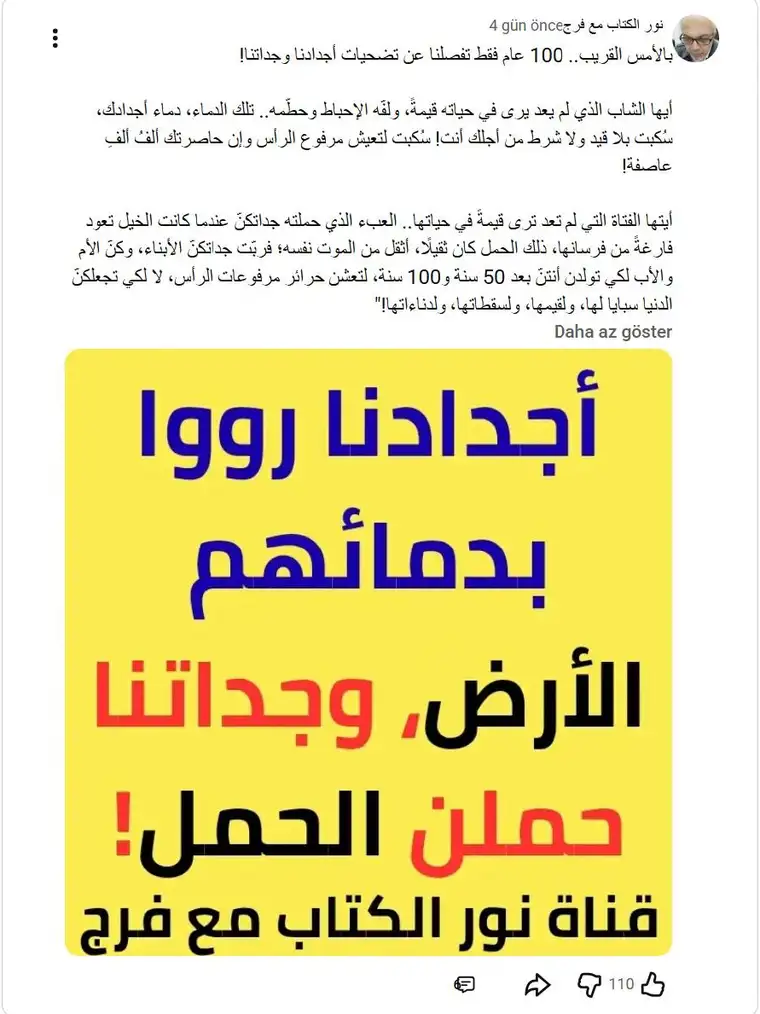 نور الكتاب مع فرج 4 gün önce
بالأمس القريب.. 100 عام فقط تفصلنا عن تضحيات أجدادنا وجداتنا!
أيها الشاب الذي لم يعد يرى في حياته قيمةً، ولفّه الإحباط وحطّمه.. تلك الدماء، دماء أجدادك،
سُكبت بلا قيد ولا شرط من أجلك أنت! سُكبت لتعيش مرفوع الرأس وإن حاصرتك ألفُ ألفِ
عاصفة!
أيتها الفتاة التي لم تعد ترى قيمةً في حياتها.. العبء الذي حملته جداتكنّ عندما كانت الخيل تعود
فارغةً من فرسانها، ذلك الحمل كان ثقيلًا، أثقل من الموت نفسه؛ فربّت جداتكنّ الأبناء، وكنّ الأم
والأب لكي تولدن أنتنّ بعد 50 سنة و100 سنة، لتعشن حرائر مرفوعات الرأس، لا لكي تجعلكنّ
الدنيا سبايا لها، ولقيمها، ولسقطاتها، ولدناءاتها!"
Daha az göster
أجدادنا رووا
بدمائهم
الأرض، وجداتنا
حملن الحمل!
قناة نور الكتاب مع فرج
110